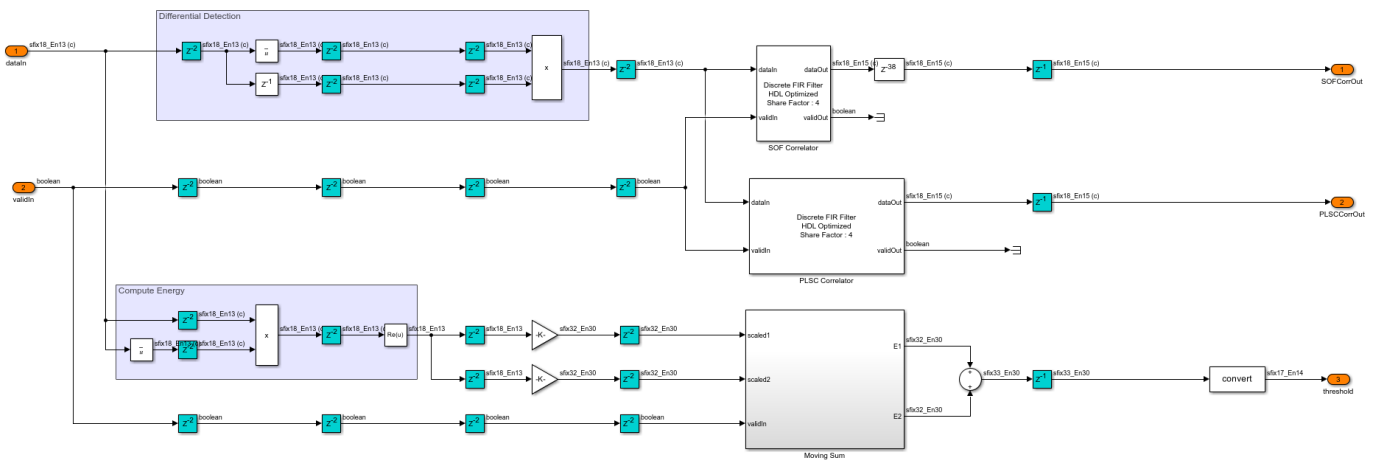 Differential Detection
1
dataIn
sfix18_En13 (c)
z-2
sfix18_En13 (c)
u
sfix18_En13 (c)
z-2
sfix18_En13 (c)
z-2
sfix18_En13 (c)
z-1
sfix18_En13 (c)
z-2
sfix18_En13 (c)
z-2
sfix18_En13 (c)
x
sfix18_En13 (c)
z-2
sfix18_En13 (c)
dataIn
dataOut
Discrete FIR Filter
HDL Optimized
Share Factor : 4
validIn
validOut
SOF Correlator
sfix18_En15 (c)
z-38
sfix18_En15 (c)
z-1
sfix18_En15 (c)
1
SOFCorrOut
boolean
2
validIn
boolean
z-2
boolean
z-2
boolean
z-2
boolean
z-2
boolean
dataIn
dataOut
Discrete FIR Filter
HDL Optimized
Share Factor : 4
validIn
validOut
PLSC Correlator
sfix18_En15 (c)
z-1
sfix18_En15 (c)
2
PLSCCorrOut
boolean
Compute Energy
z-2
sfix18_En13 (c)
u
sfix18_En13 (c)
z-2
sfix18_En13 (c)
x
sfix18_En13 (c)
z-2
sfix18_En13 (c)
Re(u)
sfix18_En13
z-2
sfix18_En13
-K-
sfix32_En30
z-2
sfix32_En30
z-2
sfix18_En13
-K-
sfix32_En30
z-2
sfix32_En30
z-2
boolean
z-2
boolean
z-2
boolean
z-2
boolean
scaled1
scaled2
validIn
E1
E2
Moving Sum
sfix32_En30
sfix32_En30
+
+
sfix33_En30
z-1
sfix33_En30
convert
sfix17_En14
3
threshold